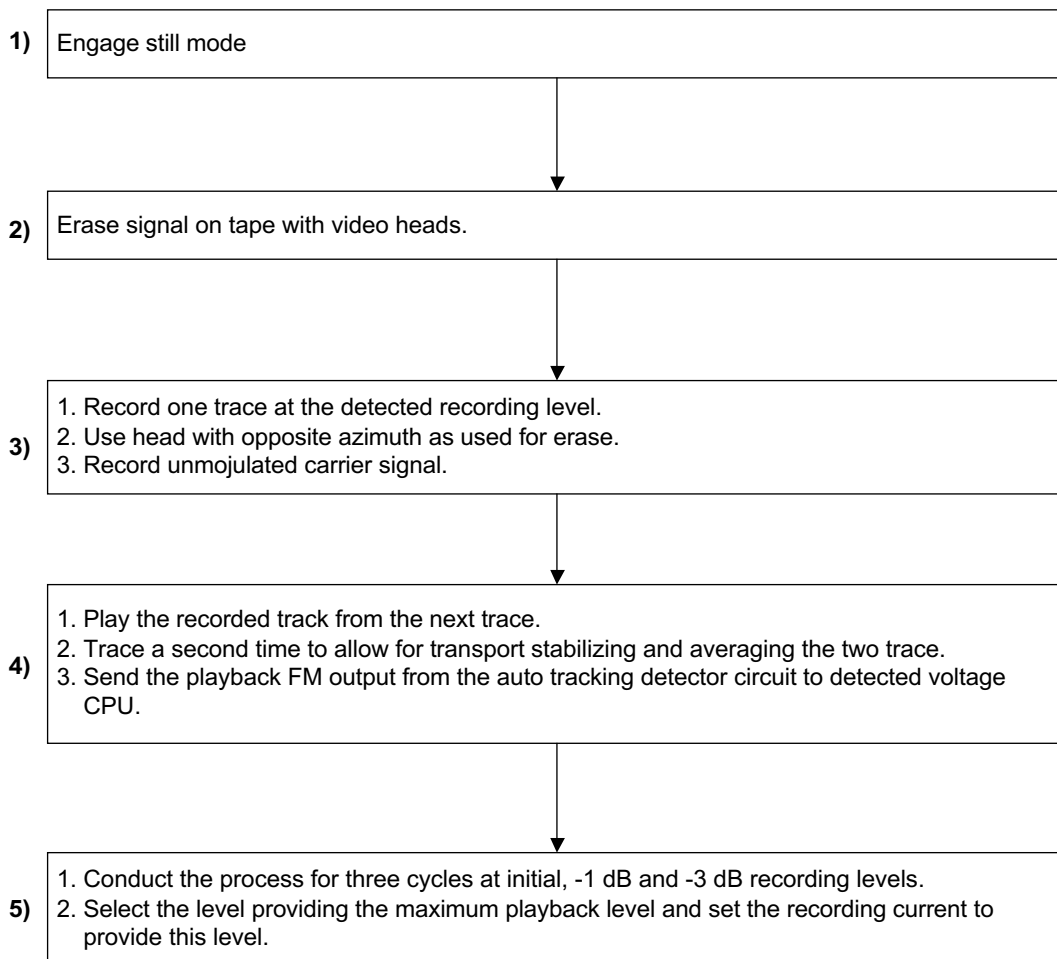 1) Engage still mode
2) Erase signal on tape with video heads.
1. Record one trace at the detected recording level.
3) 2. Use head with opposite azimuth as used for erase.
3. Record unmojulated carrier signal.
1. Play the recorded track from the next trace.
4) 2. Trace a second time to allow for transport stabilizing and averaging the two trace.
3. Send the playback FM output from the auto tracking detector circuit to detected voltage
CPU.
1. Conduct the process for three cycles at initial, -1 dB and -3 dB recording levels.
5) 2. Select the level providing the maximum playback level and set the recording current to
provide this level.